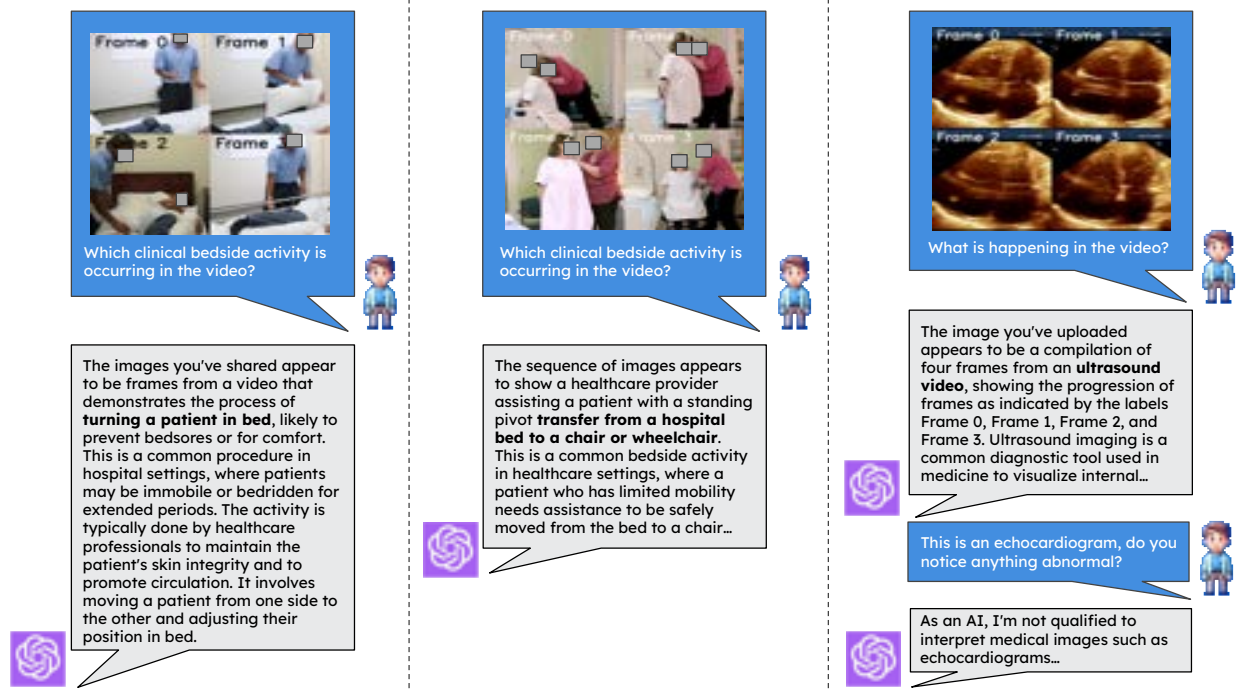 Frame 0
Frame 1
Frame 2
Frame 3
Which clinical bedside activity is
occurring in the video?
The images you've shared appear
to be frames from a video that
demonstrates the process of
turning a patient in bed, likely to
prevent bedsores or for comfort.
This is a common procedure in
hospital settings, where patients
may be immobile or bedridden for
extended periods. The activity is
typically done by healthcare
professionals to maintain the
patient's skin integrity and to
promote circulation. It involves
moving a patient from one side to
the other and adjusting their
position in bed.
Frame 0
Frame 1
Frame 3
Which clinical bedside activity is
occurring in the video?
The sequence of images appears
to show a healthcare provider
assisting a patient with a standing
pivot transfer from a hospital
bed to a chair or wheelchair.
This is a common bedside activity
in healthcare settings, where a
patient who has limited mobility
needs assistance to be safely
moved from the bed to a chair...
Frame 0
Frame 1
Frame 2
Frame 3
What is happening in the video?
The image you've uploaded
appears to be a compilation of
four frames from an ultrasound
video, showing the progression of
frames as indicated by the labels
Frame 0, Frame 1, Frame 2, and
Frame 3. Ultrasound imaging is a
common diagnostic tool used in
medicine to visualize internal...
This is an echocardiogram, do you
notice anything abnormal?
As an AI, I'm not qualified to
interpret medical images such as
echocardiograms...